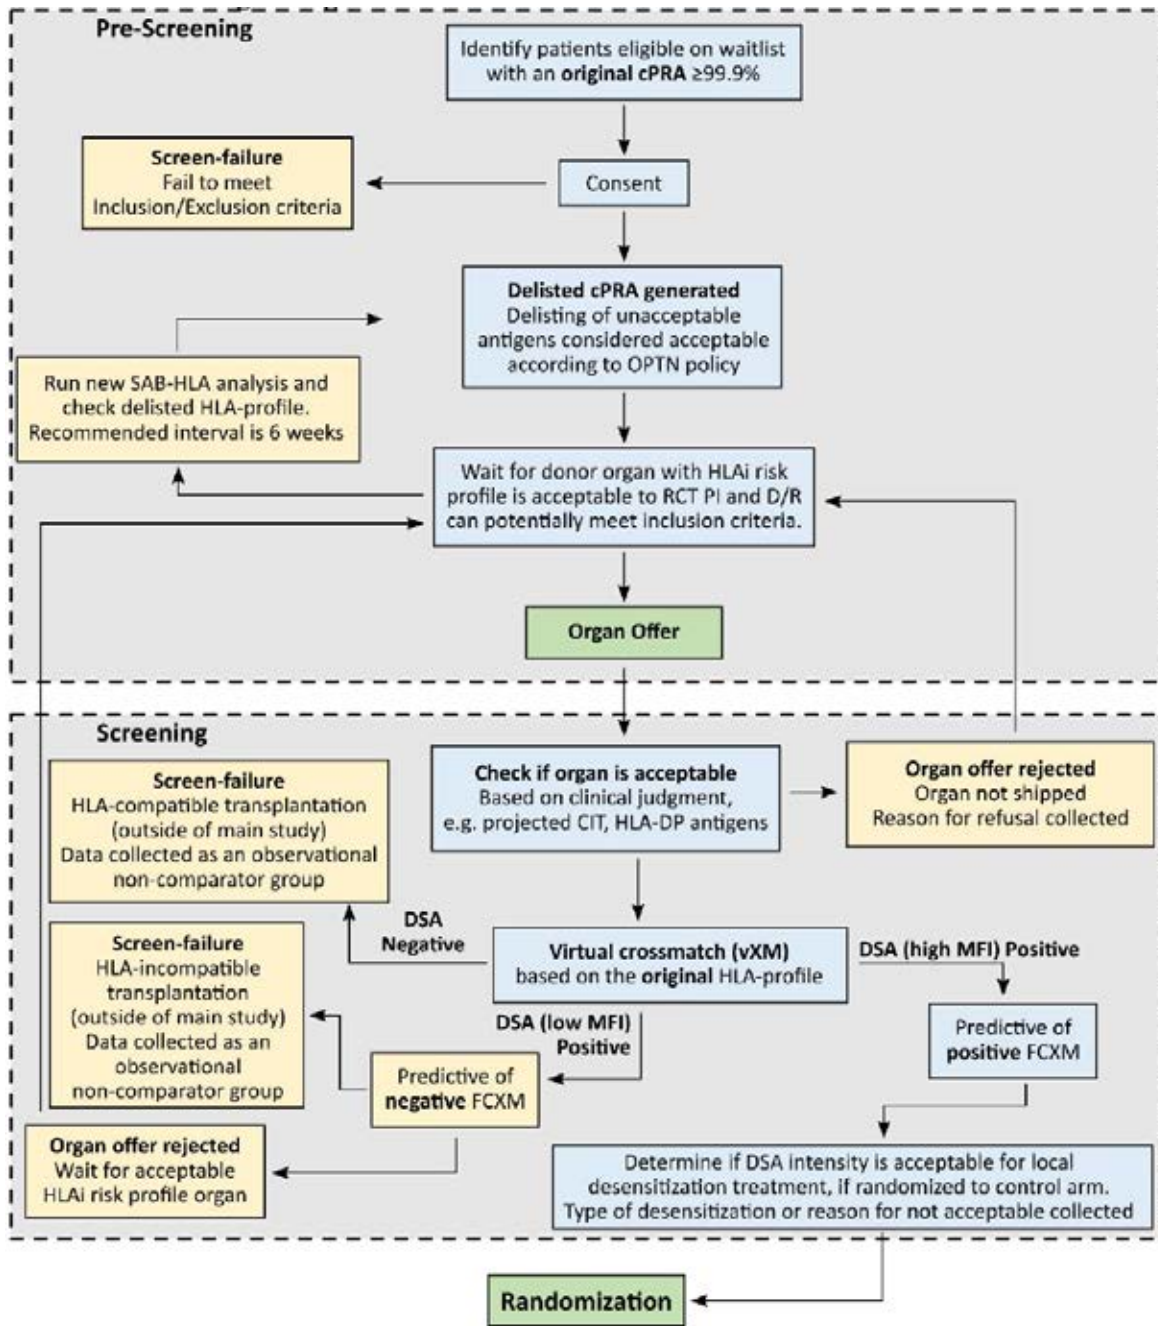 Pre-Screening
Identify patients eligible on waitlist
with an original cPRA ≥99.9%
Screen-failure
Fail to meet
Inclusion/Exclusion criteria
Consent
Delisted cPRA generated
Delisting of unacceptable
antigens considered acceptable
according to OPTN policy
Run new SAB-HLA analysis and
check delisted HLA-profile.
Recommended interval is 6 weeks
Wait for donor organ with HLAi risk
profile is acceptable to RCT PI and D/R
can potentially meet inclusion criteria.
Organ Offer
Screening
Screen-failure
HLA-compatible transplantation
(outside of main study)
Data collected as an observational
non-comparator group
Check if organ is acceptable
Based on clinical judgment,
e.g. projected CIT, HLA-DP antigens
Organ offer rejected
Organ not shipped
Reason for refusal collected
DSA
Negative
Virtual crossmatch (vXM)
based on the original HLA-profile
DSA (high MFI) Positive
Screen-failure
HLA-incompatible
transplantation
(outside of main study)
Data collected as an
observational
non-comparator group
DSA (low MFI)
Positive
Predictive of
negative FCXM
Predictive of
positive FCXM
Organ offer rejected
Wait for acceptable
HLAi risk profile organ
Determine if DSA intensity is acceptable for local
desensitization treatment, if randomized to control arm.
Type of desensitization or reason for not acceptable collected
Randomization